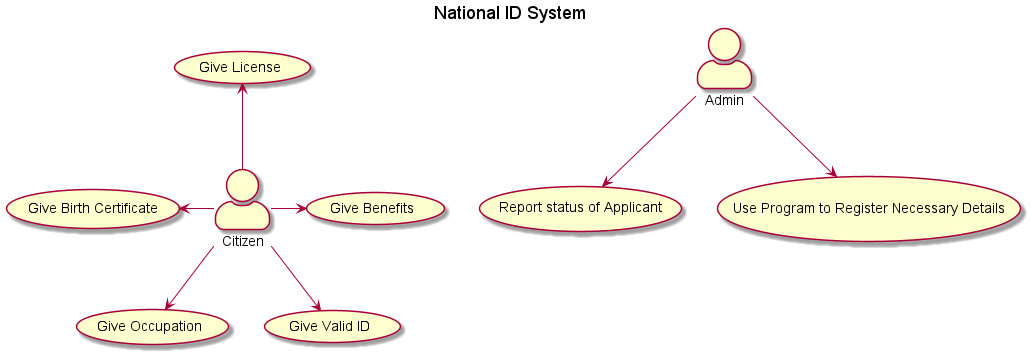 National ID System
Give License
Admin
Give Birth Certificate
Give Benefits
Report status of Applicant
Use Program to Register Necessary Details
Citizen
Give Occupation
Give Valid ID